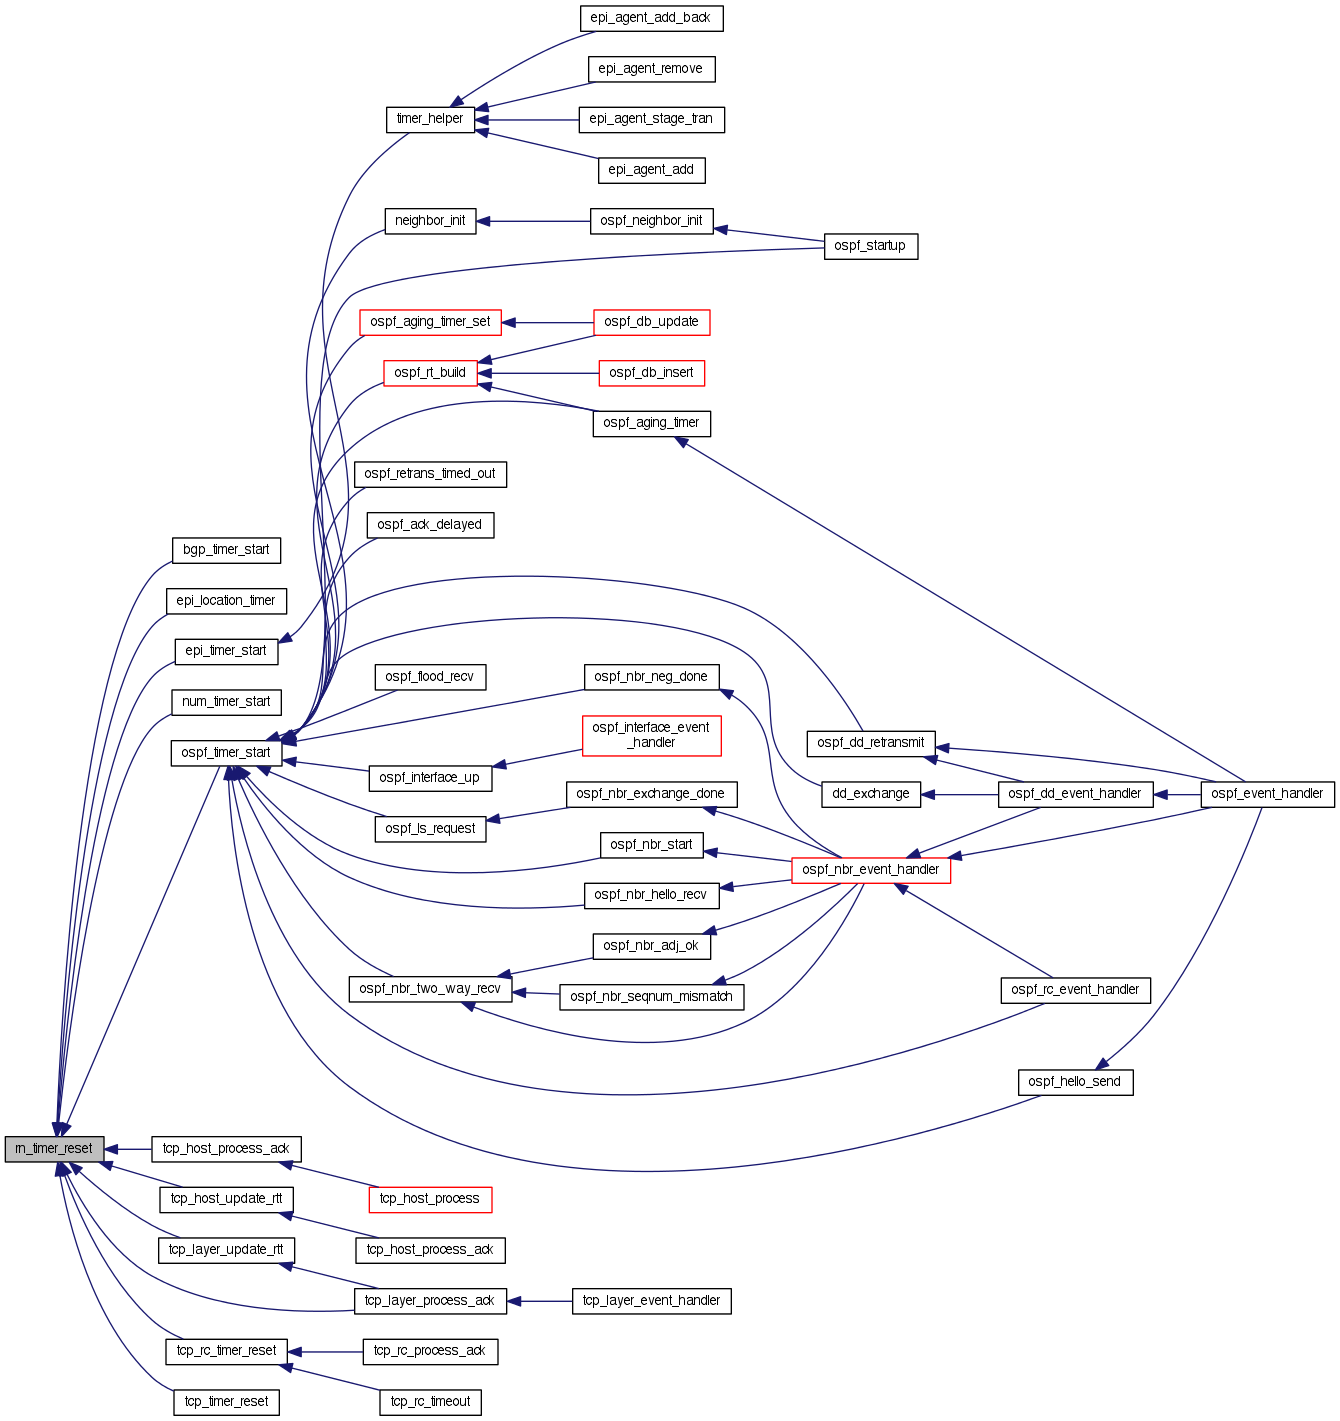 epi_agent_add_back
epi_agent_remove
timer_helper
epi_agent_stage_tran
epi_agent_add
neighbor_init
ospf_neighbor_init
ospf_startup
ospf_aging_timer_set
ospf_db_update
ospf_rt_build
ospf_db_insert
ospf_aging_timer
ospf_retrans_timed_out
ospf_ack_delayed
bgp_timer_start
epi_location_timer
epi_timer_start
ospf_flood_recv
ospf_nbr_neg_done
num_timer_start
ospf_interface_event
_handler
ospf_timer_start
ospf_dd_retransmit
ospf_interface_up
ospf_nbr_exchange_done
dd_exchange
ospf_dd_event_handler
ospf_event_handler
ospf_ls_request
ospf_nbr_start
ospf_nbr_event_handler
ospf_nbr_hello_recv
ospf_nbr_adj_ok
ospf_nbr_two_way_recv
ospf_nbr_seqnum_mismatch
ospf_rc_event_handler
ospf_hello_send
rn_timer_reset
tcp_host_process_ack
tcp_host_update_rtt
tcp_host_process
tcp_layer_update_rtt
tcp_host_process_ack
tcp_layer_process_ack
tcp_layer_event_handler
tcp_rc_timer_reset
tcp_rc_process_ack
tcp_timer_reset
tcp_rc_timeout